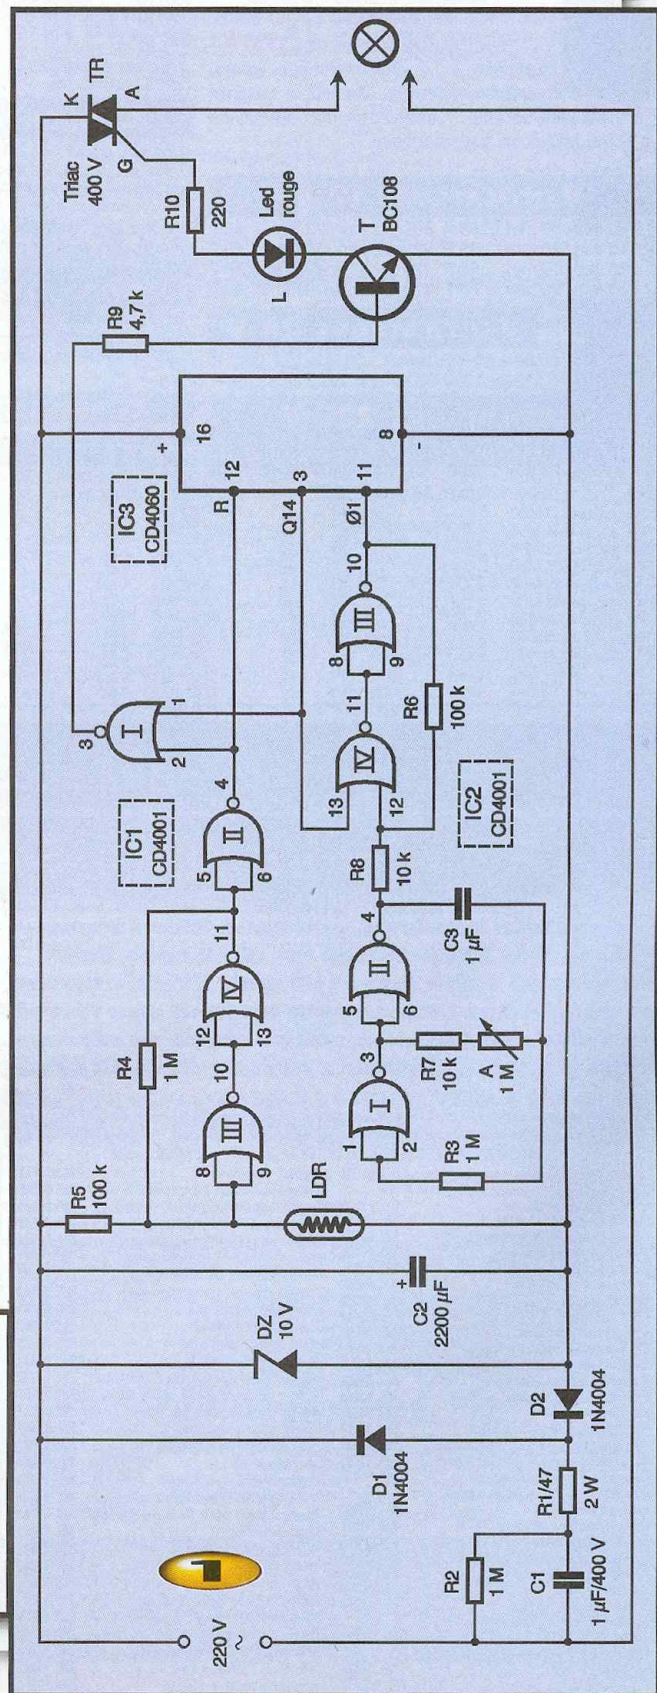 220 V
~
R2
1 M
C1
1 µF/400 V
R1/47
2 W
D1
1N4004
D2
1N4004
DZ
10 V
+
C2
2200 µF
R5
100 k
LDR
R4
1 M
8
9
III
10
12
13
IV
11
5
6
II
4
IC1
CD4001
2
1
I
3
1
2
I
3
R3
1 M
R7
10 k
A
1 M
5
6
II
4
C3
1 µF
R8
10 k
13
12
IV
11
8
9
III
10
R6
100 k
IC2
CD4001
IC3
CD4060
+
16
R
12
Q14
3
Ø1
11
8
-
R9
4,7 k
T
BC108
L
Led
rouge
R10
220
G
K
TR
A
Triac
400 V